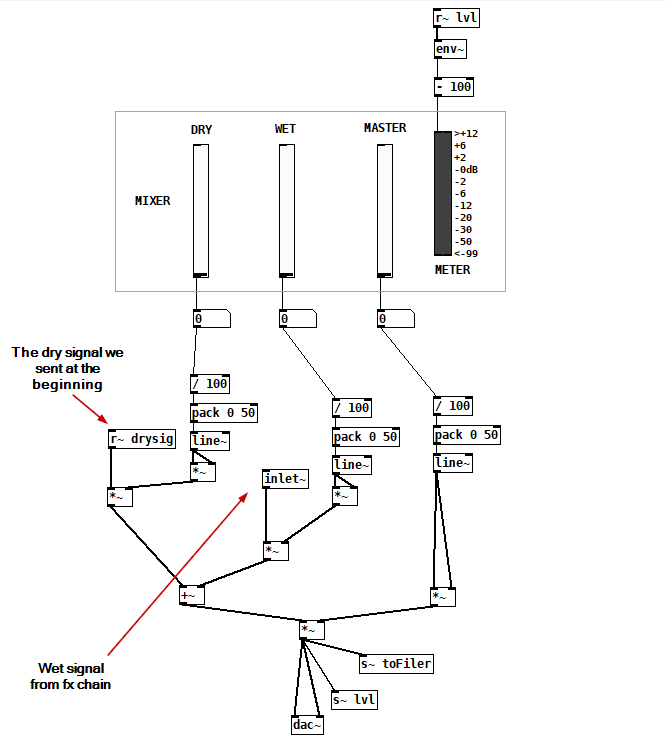 r~ lvl
env~
- 100
DRY
WET
MASTER
>+12
+6
+2
-0dB
-2
-6
-12
-20
-30
-50
<-99
MIXER
METER
0
0
0
The dry signal we
sent at the
beginning
/ 100
/ 100
/ 100
pack 0 50
pack 0 50
pack 0 50
r~ drysig
line~
line~
line~
*~
inlet~
*~
*~
*~
+~
*~
*~
Wet signal
from fx chain
s~ toFiler
s~ lvl
dac~